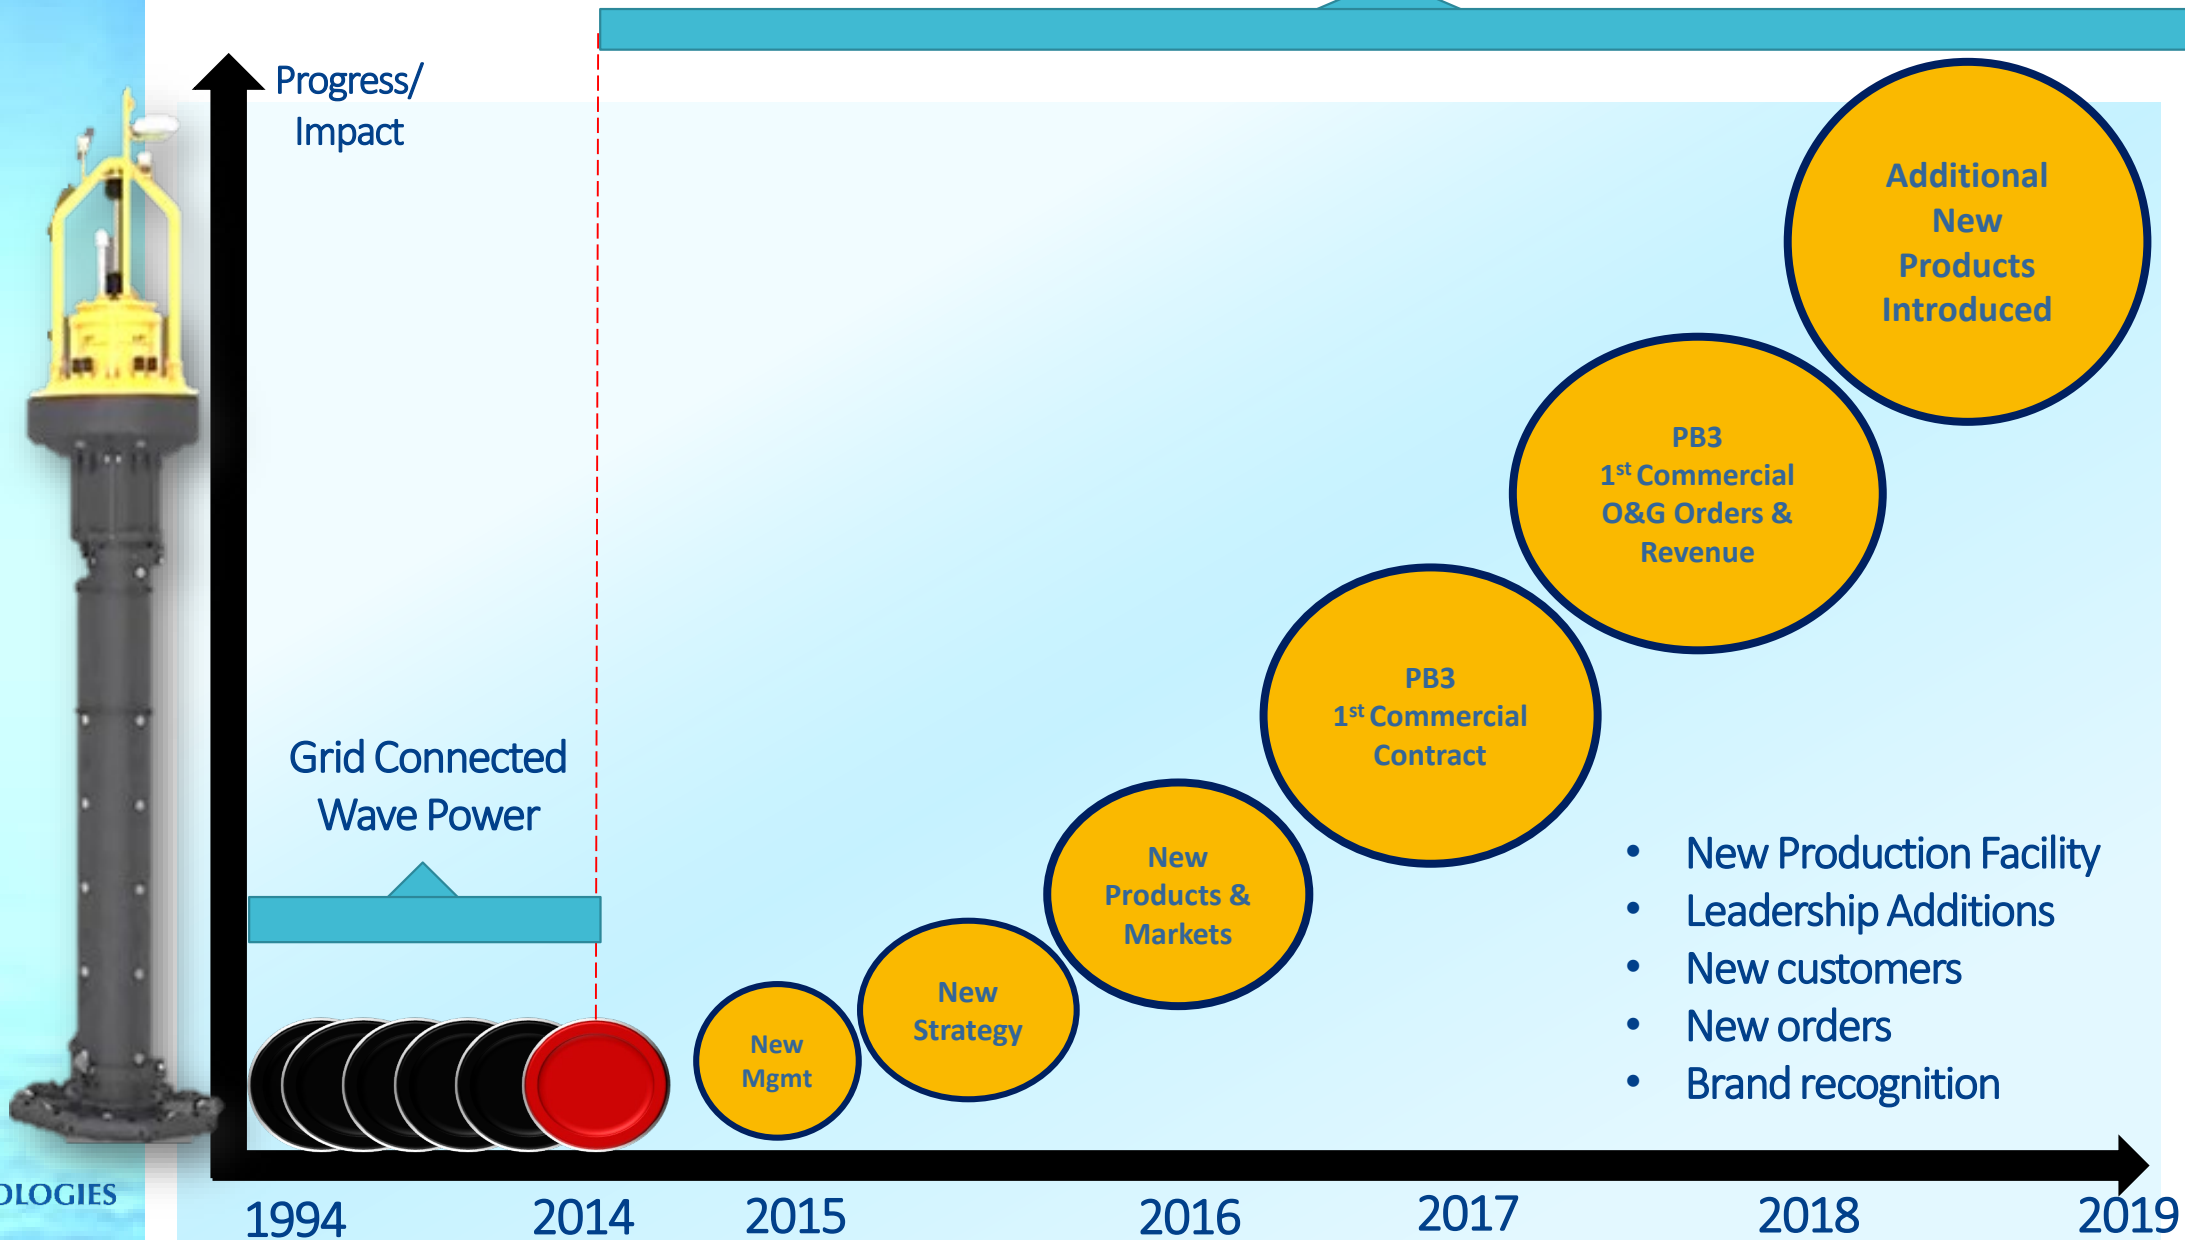 Progress/
Impact
Additional
New
Products
Introduced
PB3
1st Commercial
O&G Orders &
Revenue
PB3
1st Commercial
Contract
Grid Connected
Wave Power
New
Products &
Markets
New
Strategy
New
Mgmt
• New Production Facility
• Leadership Additions
• New customers
• New orders
• Brand recognition
OLOGIES
1994 2014 2015 2016 2017 2018 2019